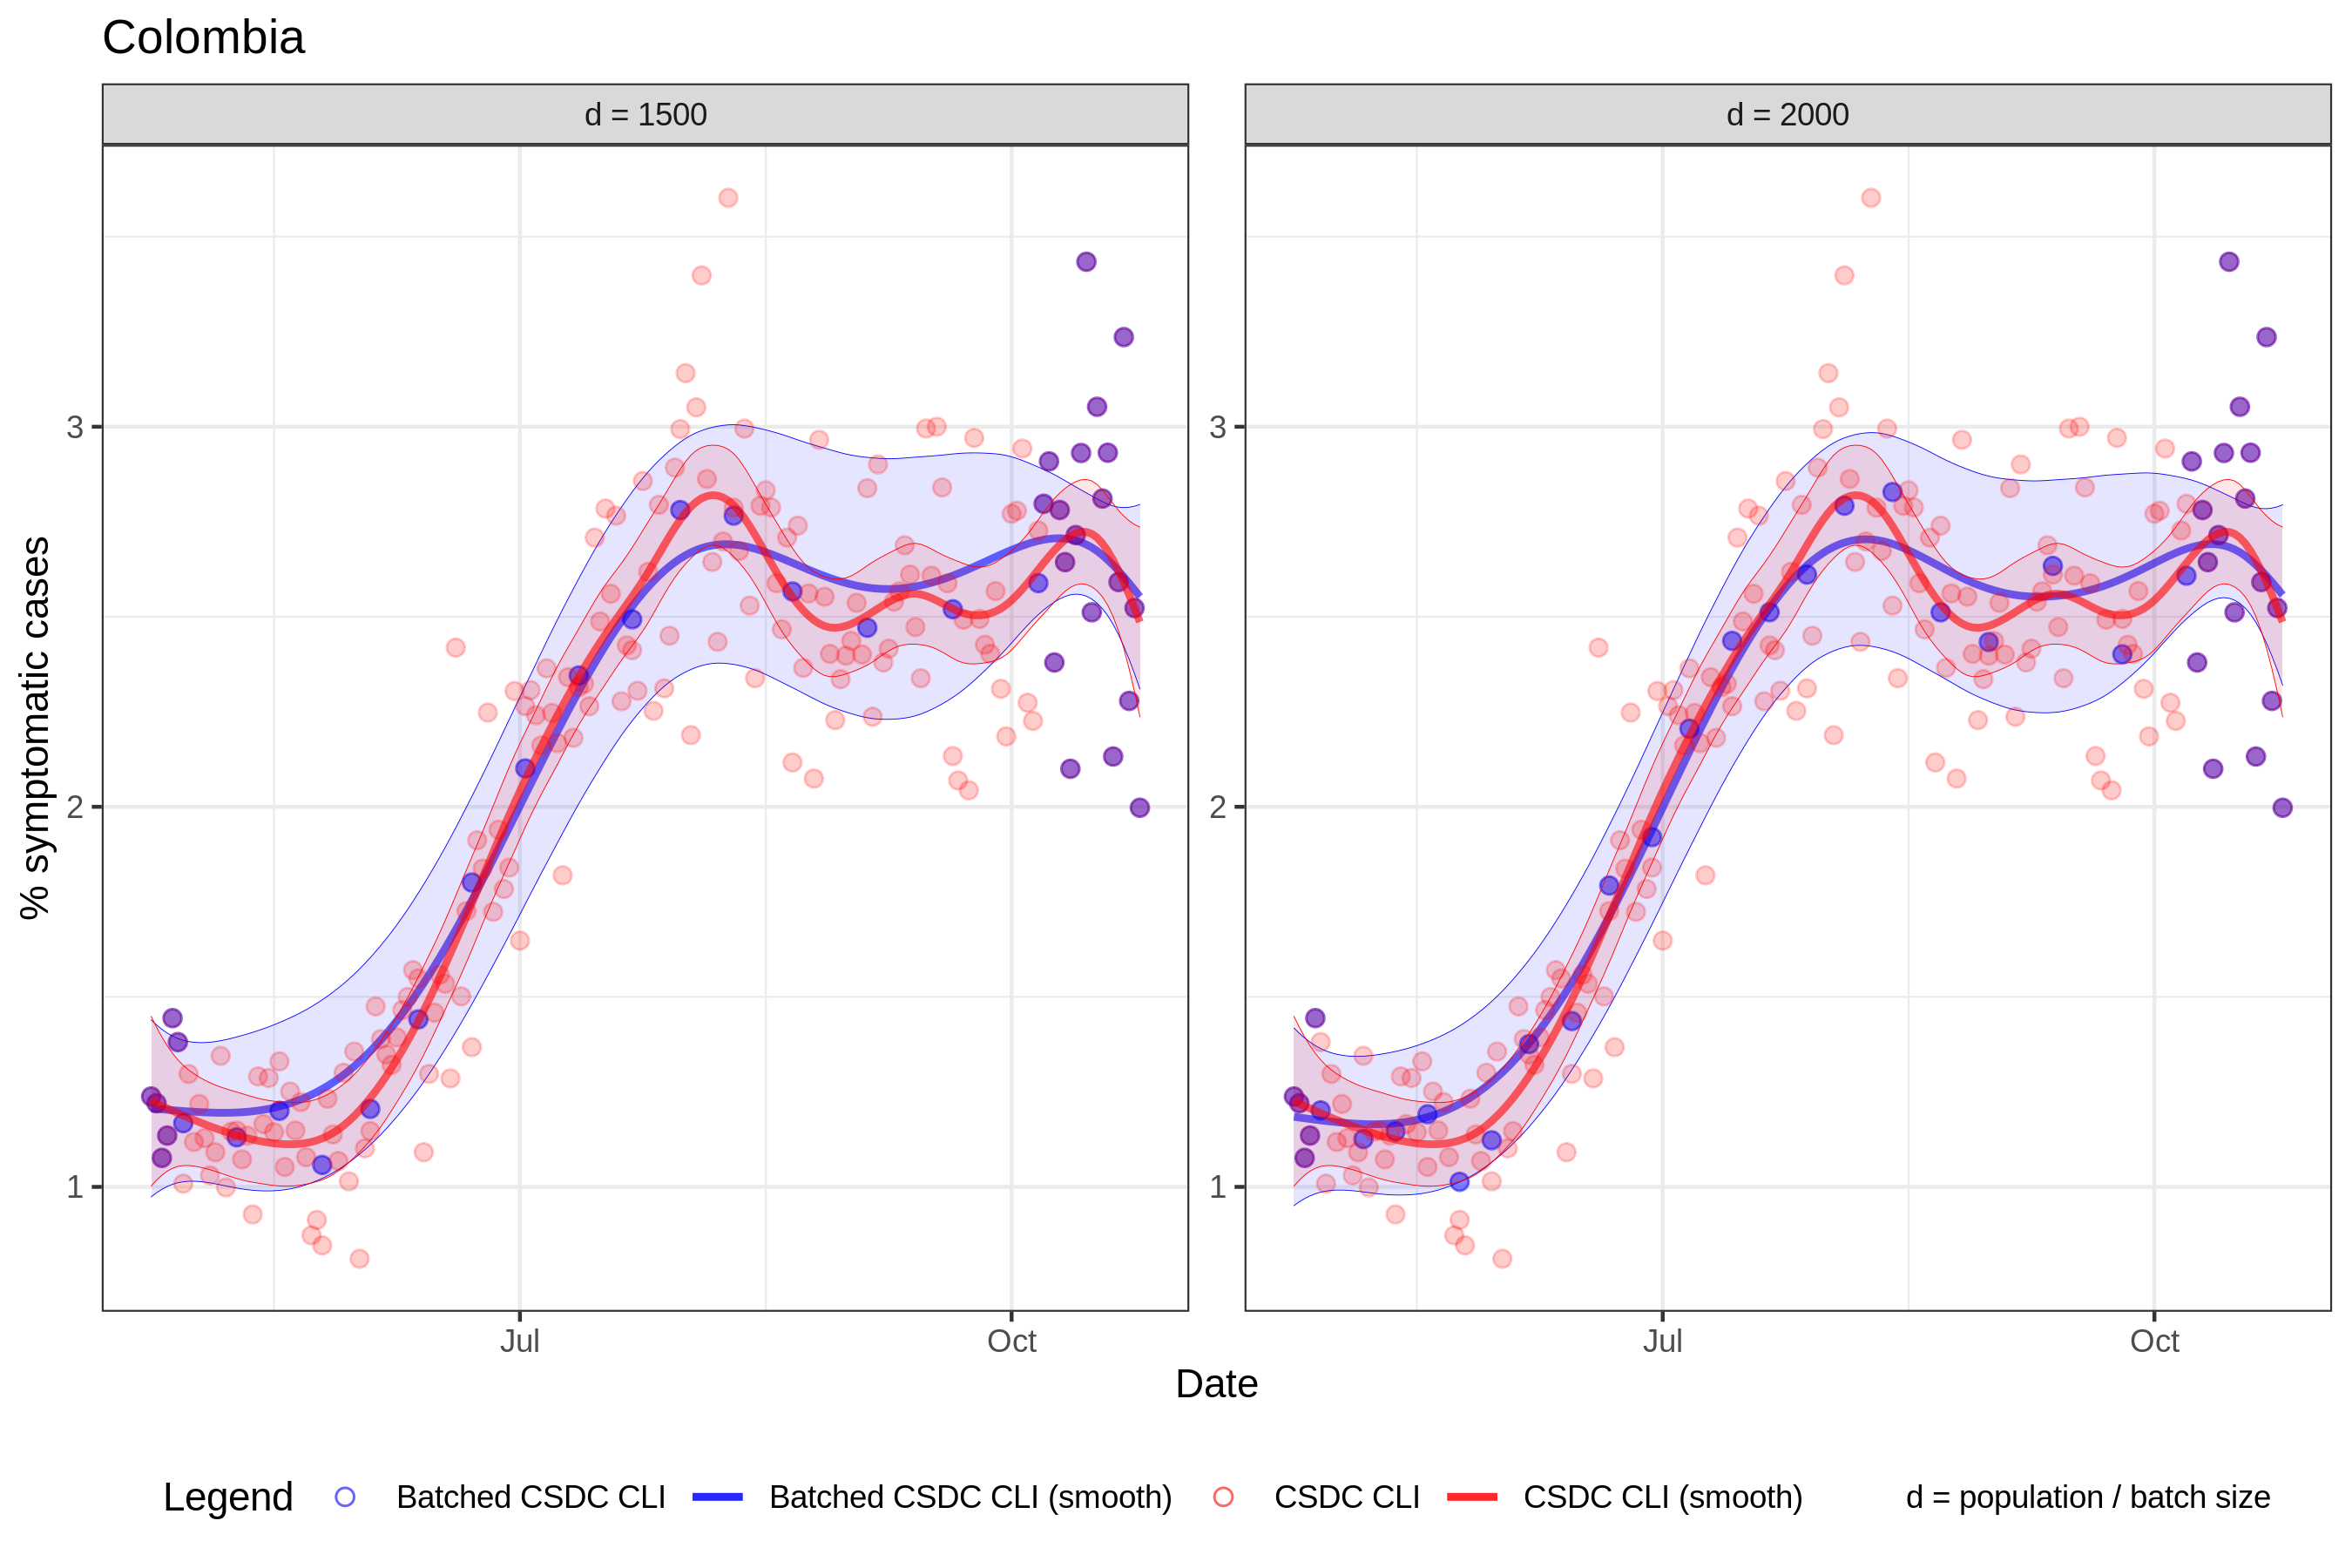 Colombia
d = 1500
d = 2000
% symptomatic cases
3
2
1
3
2
1
Jul
Oct
Jul
Oct
Date
Legend
Batched CSDC CLI
Batched CSDC CLI (smooth)
CSDC CLI
CSDC CLI (smooth)
d = population / batch size